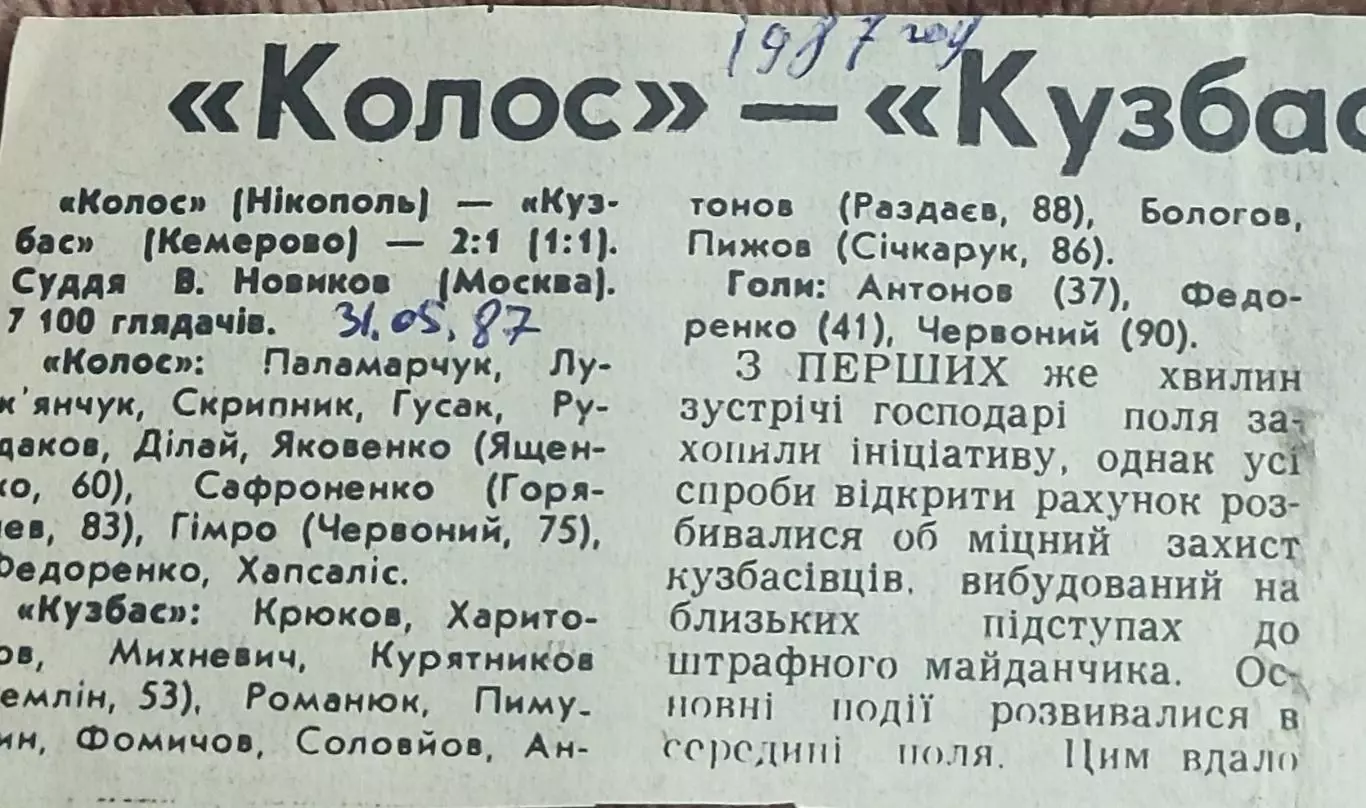 1987 год
«Колос» — «Кузбас
«Колос» (Нікополь) — «Куз-
бас» (Кемерово) — 2:1 (1:1).
Суддя В. Новиков (Москва).
7 100 глядачів. 31.05.87
«Колос»: Паламарчук, Лу-
к'янчук, Скрипник, Гусак, Ру-
даков, Ділай, Яковенко (Ящен-
ко, 60), Сафроненко (Горя-
чев, 83), Гімро (Червоний, 75),
Федоренко, Хапсаліс.
«Кузбас»: Крюков, Харито-
ов, Михневич, Курятников
емлін, 53), Романюк, Пиму-
ин, Фомичов, Соловйов, Ан-
тонов (Раздаєв, 88), Бологов,
Пижов (Січкарук, 86).
Голи: Антонов (37), Федо-
ренко (41), Червоний (90).
З ПЕРШИХ же хвилин
зустрічі господарі поля за-
хопили ініціативу, однак усі
спроби відкрити рахунок роз-
бивалися об міцний захист
кузбасівців, вибудований на
близьких підступах до
штрафного майданчика. Ос-
новні події розвивалися в
середині поля. Цим вдало